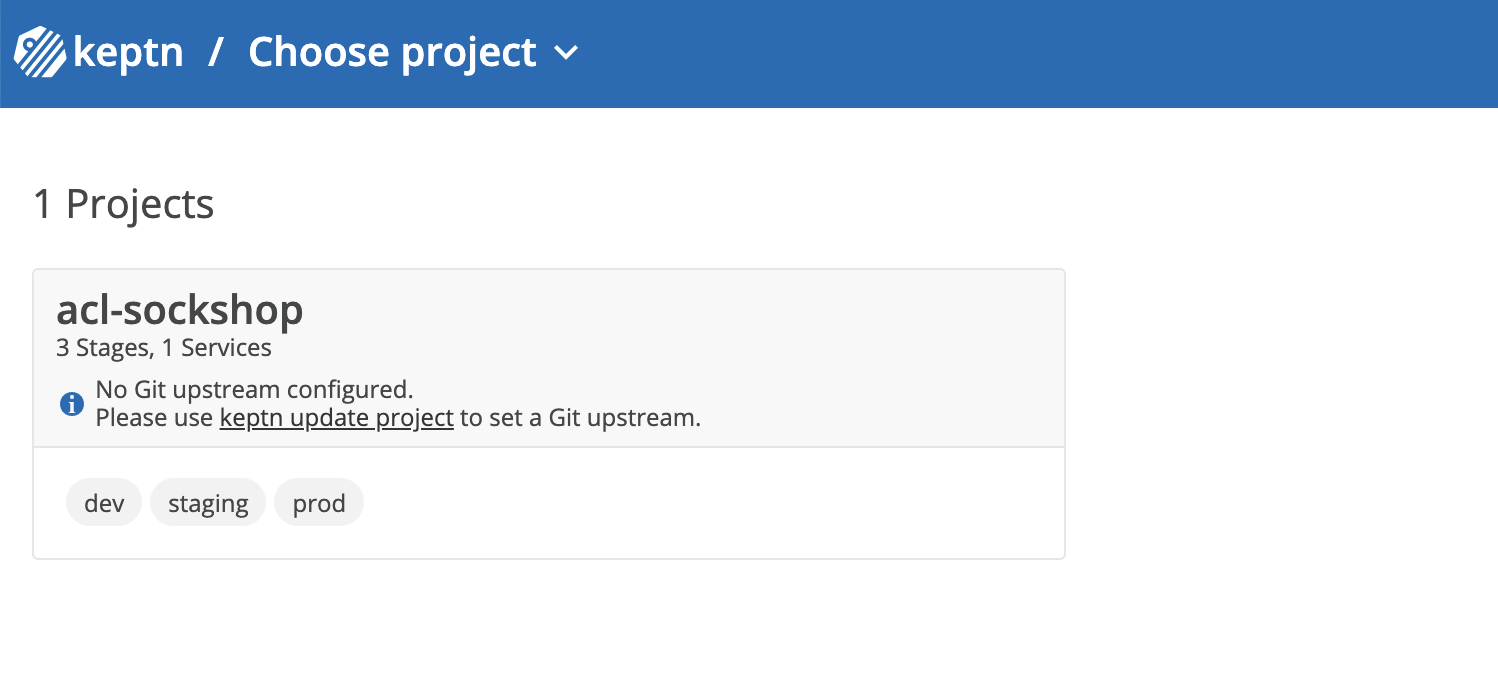 keptn / Choose project
1 Projects
acl-sockshop
3 Stages, 1 Services
No Git upstream configured.
Please use keptn update project to set a Git upstream.
dev staging prod